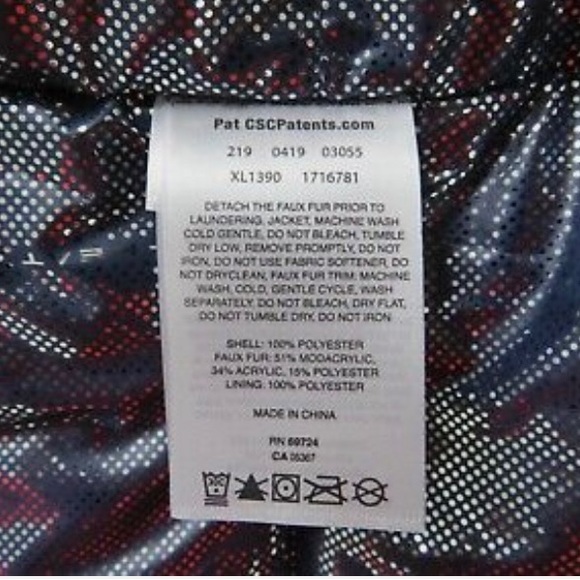 Pat CSCPatents.com
219 0419 03055
XL1390 1716781
DETACH THE FAUX FUR PRIOR TO
LAUNDERING. JACKET, MACHINE WASH
COLD GENTLE, DO NOT BLEACH, TUMBLE
DRY LOW, REMOVE PROMPTLY, DO NOT
IRON, DO NOT USE FABRIC SOFTENER, DO
NOT DRYCLEAN, FAUX FUR TRIM: MACHINE
WASH, COLD, GENTLE CYCLE, WASH
SEPARATELY, DO NOT BLEACH, DRY FLAT,
DO NOT TUMBLE DRY, DO NOT IRON
SHELL: 100% POLYESTER
FAUX FUR: 51% MODACRYLIC,
34% ACRYLIC, 15% POLYESTER
LINING: 100% POLYESTER
MADE IN CHINA
RN 69724
CA 05367